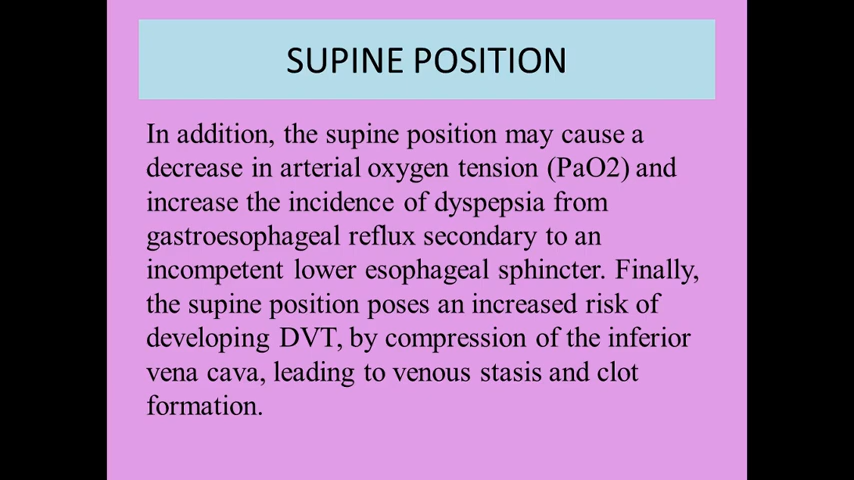 SUPINE POSITION
In addition, the supine position may cause a
decrease in arterial oxygen tension (PaO2) and
increase the incidence of dyspepsia from
gastroesophageal reflux secondary to an
incompetent lower esophageal sphincter. Finally,
the supine position poses an increased risk of
developing DVT, by compression of the inferior
vena cava, leading to venous stasis and clot
formation.